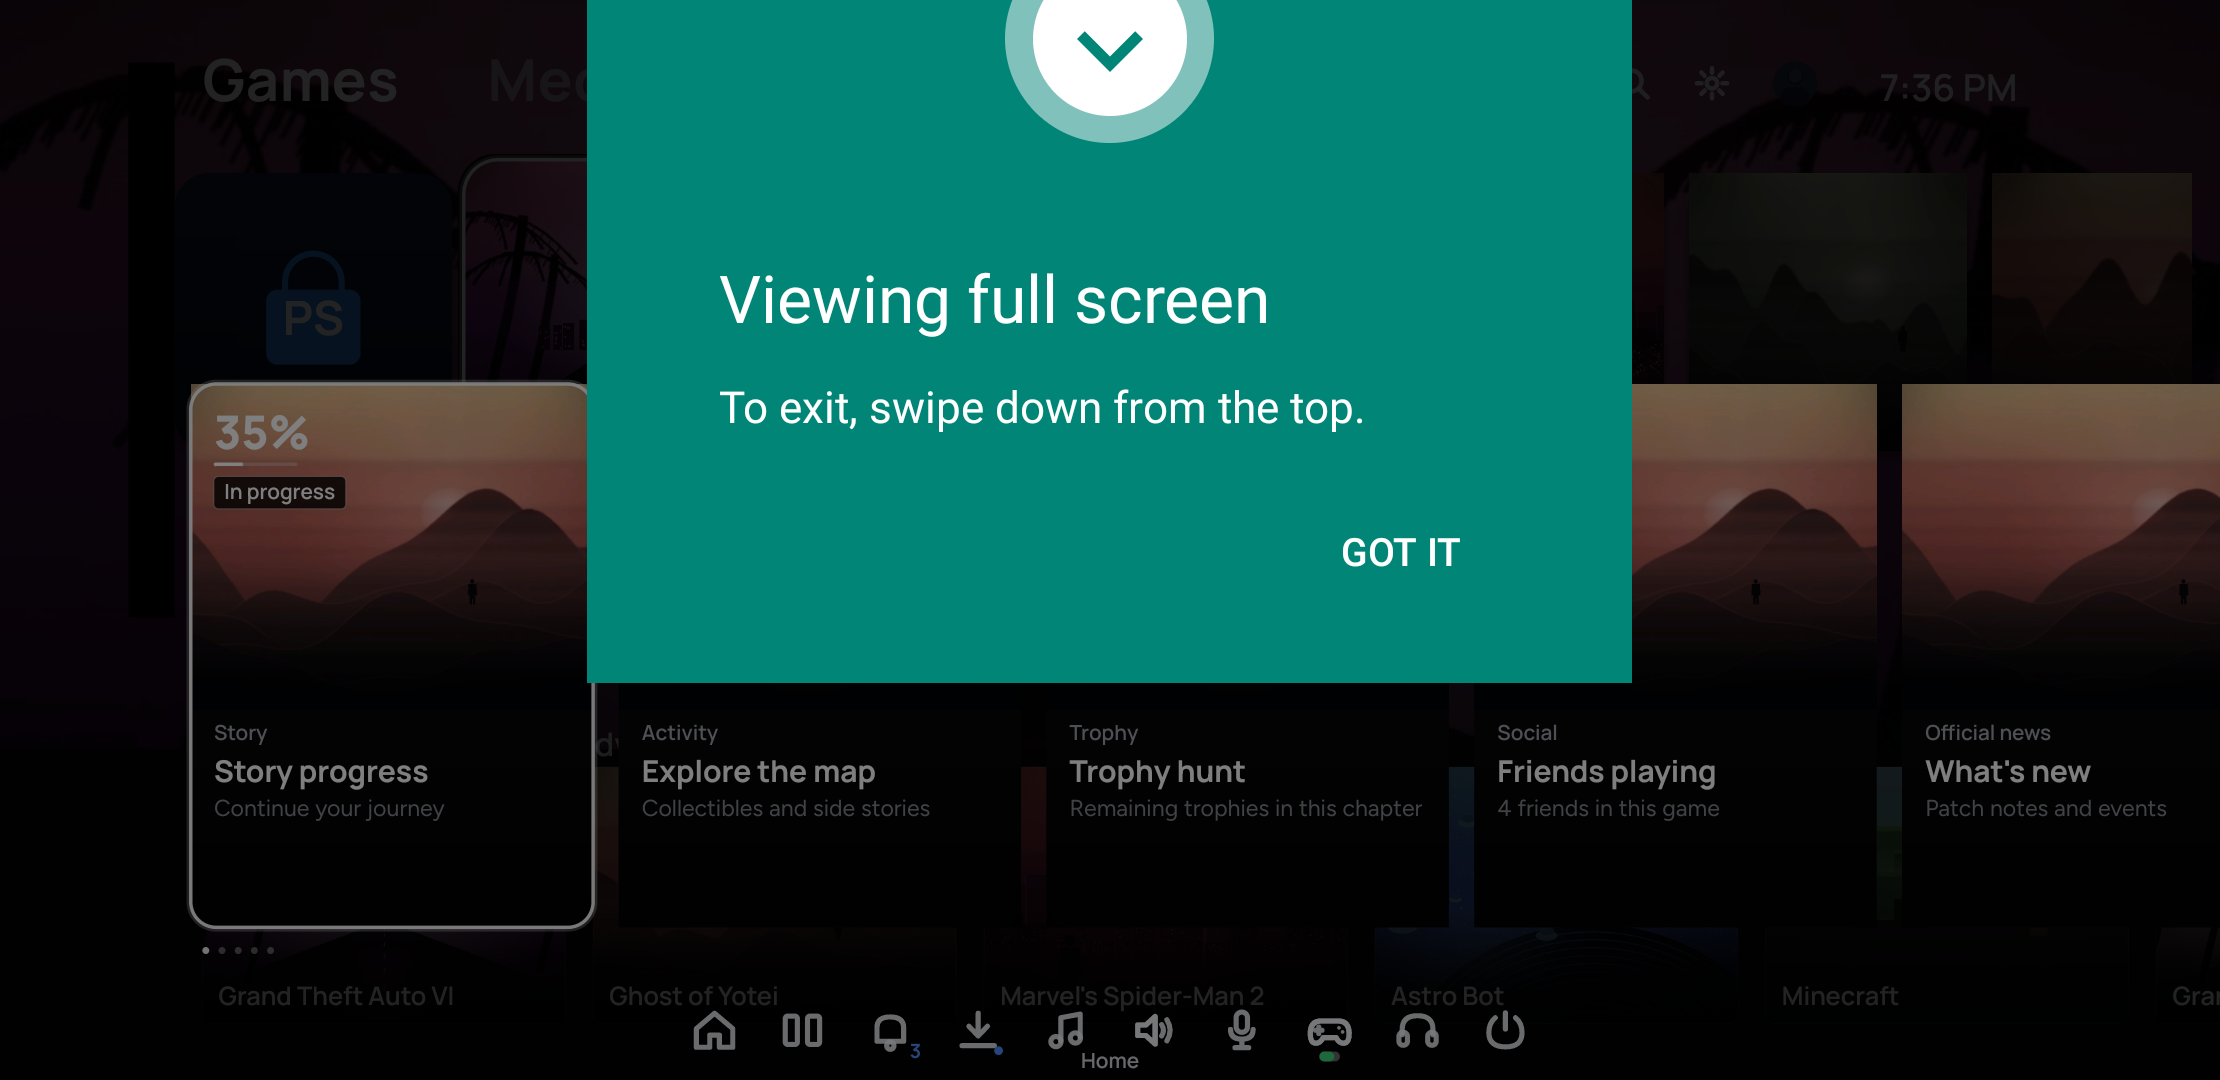 Games
Med
7:36 PM
PS
Viewing full screen
To exit, swipe down from the top.
GOT IT
35%
In progress
Story
Story progress
Continue your journey
Activity
Explore the map
Collectibles and side stories
Trophy
Trophy hunt
Remaining trophies in this chapter
Social
Friends playing
4 friends in this game
Official news
What's new
Patch notes and events
Grand Theft Auto VI
Ghost of Yotei
Marvel's Spider-Man 2
Astro Bot
Minecraft
Gra
3
Home